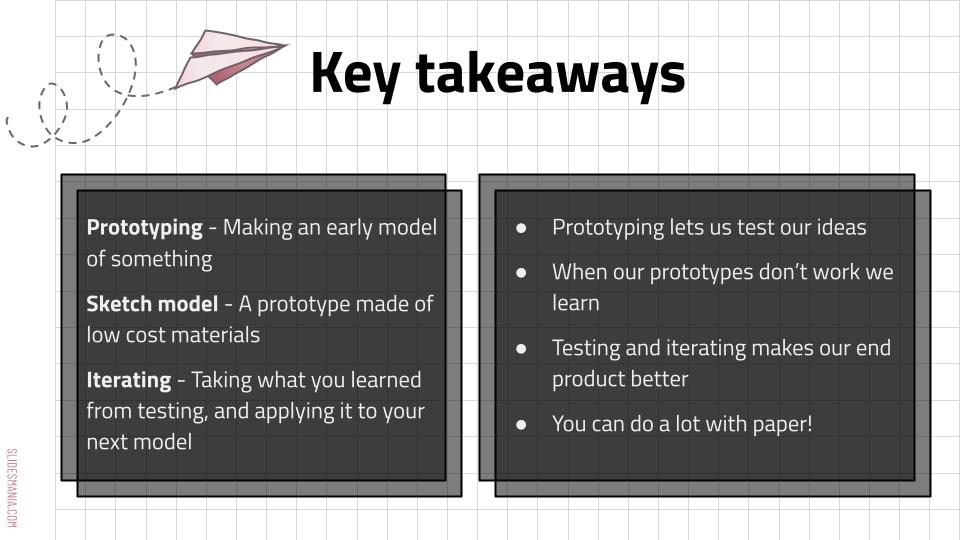 Key takeaways
Prototyping - Making an early model
of something
Sketch model - A prototype made of
low cost materials
Iterating - Taking what you learned
from testing, and applying it to your
next model
● Prototyping lets us test our ideas
● When our prototypes don’t work we
learn
● Testing and iterating makes our end
product better
● You can do a lot with paper!
SLIDESMANIA.COM